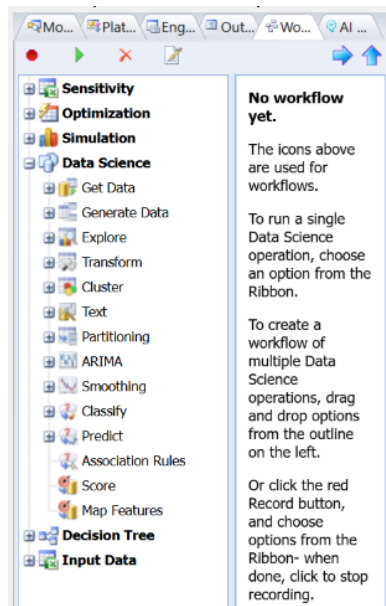 Mo... Plat... Eng... Out... Wo... AI ...
Sensitivity
Optimization
Simulation
Data Science
Get Data
Generate Data
Explore
Transform
Cluster
Text
Partitioning
ARIMA
Smoothing
Classify
Predict
Association Rules
Score
Map Features
Decision Tree
Input Data
No workflow
yet.
The icons above
are used for
workflows.
To run a single
Data Science
operation, choose
an option from the
Ribbon.
To create a
workflow of
multiple Data
Science
operations, drag
and drop options
from the outline
on the left.
Or click the red
Record button,
and choose
options from the
Ribbon- when
done, click to stop
recording.